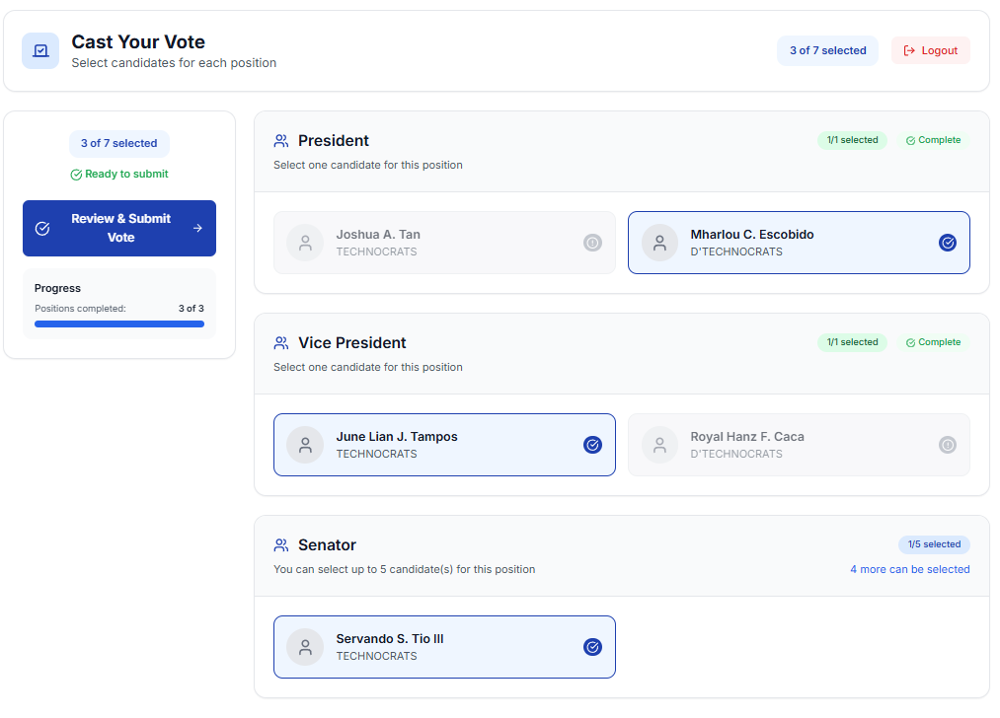 Cast Your Vote
Select candidates for each position
3 of 7 selected
Logout
3 of 7 selected
Ready to submit
Review & Submit
Vote
Progress
Positions completed:
3 of 3
President
1/1 selected
Complete
Select one candidate for this position
Joshua A. Tan
TECHNOCRATS
Mharlou C. Escobido
D'TECHNOCRATS
Vice President
1/1 selected
Complete
Select one candidate for this position
June Lian J. Tampos
TECHNOCRATS
Royal Hanz F. Caca
D'TECHNOCRATS
Senator
1/5 selected
You can select up to 5 candidate(s) for this position
4 more can be selected
Servando S. Tio III
TECHNOCRATS